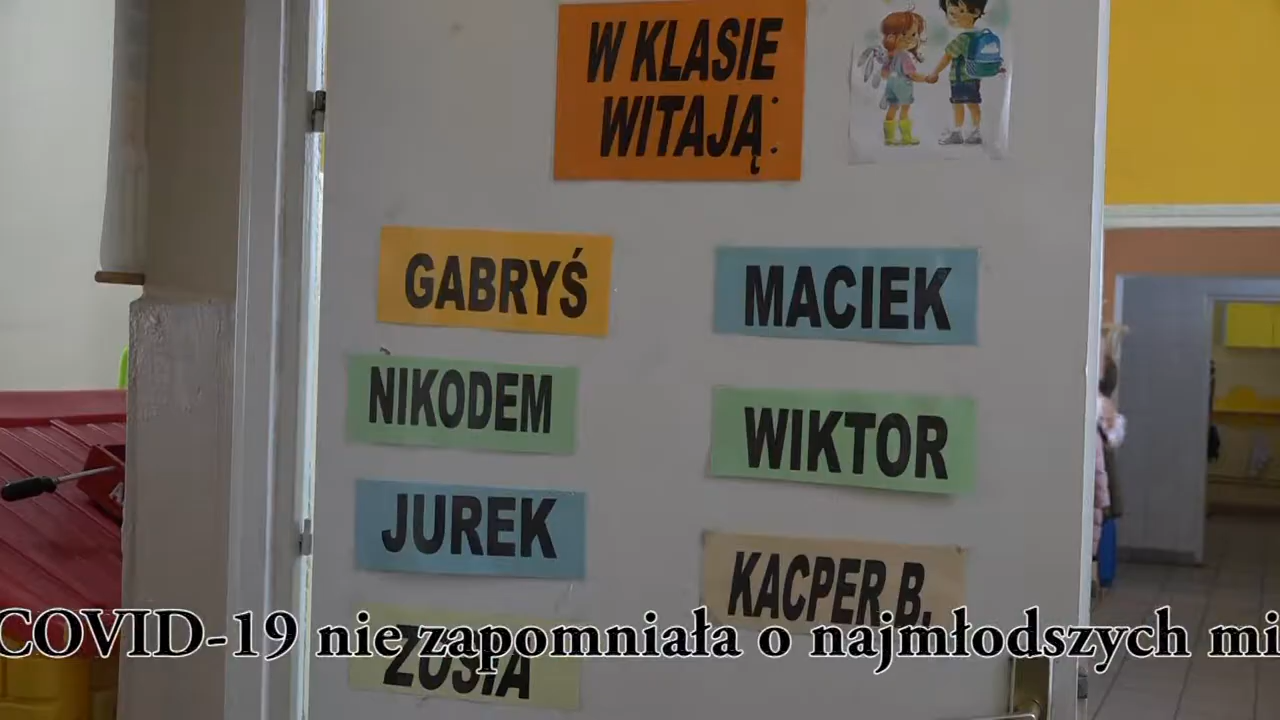 W KLASIE
WITAJĄ:
GABRYŚ
MACIEK
NIKODEM
WIKTOR
JUREK
KACPER B.
ZOSIA
COVID-19 nie zapomniała o najmłodszych mi